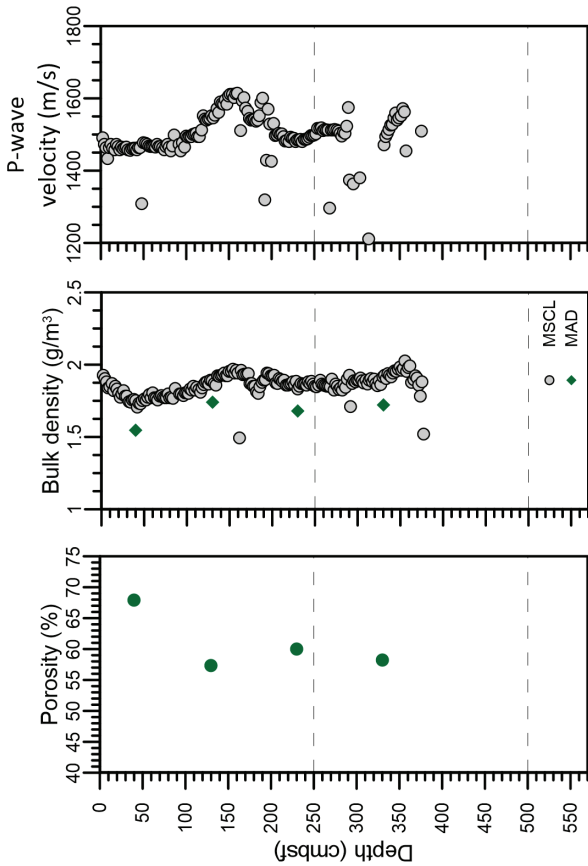 Porosity (%)
40 45 50 55 60 65 70 75
Bulk density (g/m³)
1 1.5 2 2.5
P-wave
velocity (m/s)
1200 1400 1600 1800
Depth (cmbsf)
0
50
100
150
200
250
300
350
400
450
500
550
MSCL
MAD